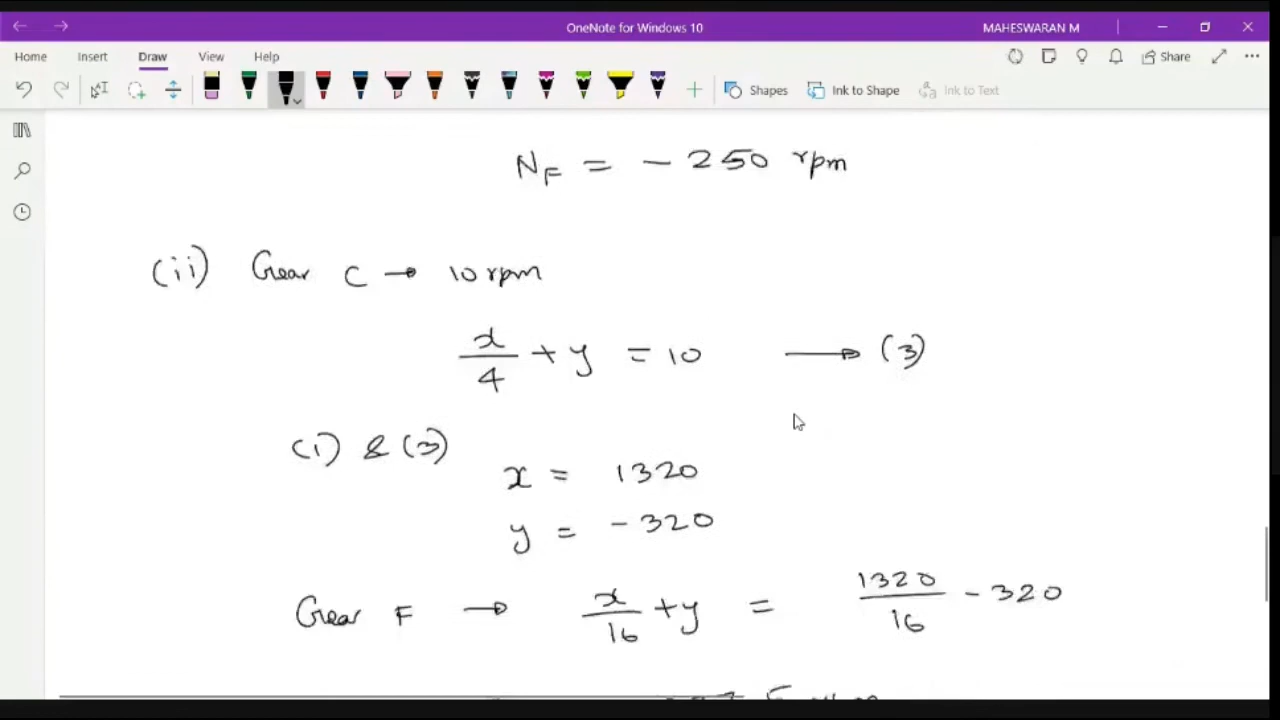 OneNote for Windows 10
MAHESWARAN M
Home Insert Draw View Help
Share
Shapes Ink to Shape Ink to Text
N_F = - 250 rpm
(ii) Gear C → 10 rpm
x/4 + y = 10 → (3)
(1) & (3)
x = 1320
y = - 320
Gear F → x/16 + y = 1320/16 - 320